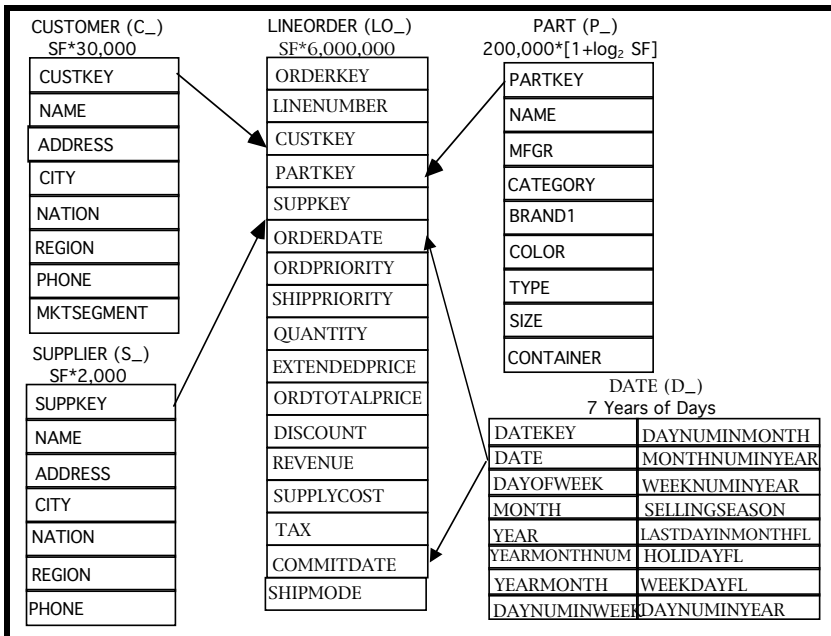 CUSTOMER (C_)
SF*30,000
CUSTKEY
NAME
ADDRESS
CITY
NATION
REGION
PHONE
MKTSEGMENT
SUPPLIER (S_)
SF*2,000
SUPPKEY
NAME
ADDRESS
CITY
NATION
REGION
PHONE
LINEORDER (LO_)
SF*6,000,000
ORDERKEY
LINENUMBER
CUSTKEY
PARTKEY
SUPPKEY
ORDERDATE
ORDPRIORITY
SHIPPRIORITY
QUANTITY
EXTENDEDPRICE
ORDTOTALPRICE
DISCOUNT
REVENUE
SUPPLYCOST
TAX
COMMITDATE
SHIPMODE
PART (P_)
200,000*[1+log₂ SF]
PARTKEY
NAME
MFGR
CATEGORY
BRAND1
COLOR
TYPE
SIZE
CONTAINER
DATE (D_)
7 Years of Days
DATEKEY DAYNUMINMONTH
DATE MONTHNUMINYEAR
DAYOFWEEK WEEKNUMINYEAR
MONTH SELLINGSEASON
YEAR LASTDAYINMONTHFL
YEARMONTHNUM HOLIDAYFL
YEARMONTH WEEKDAYFL
DAYNUMINWEEK DAYNUMINYEAR